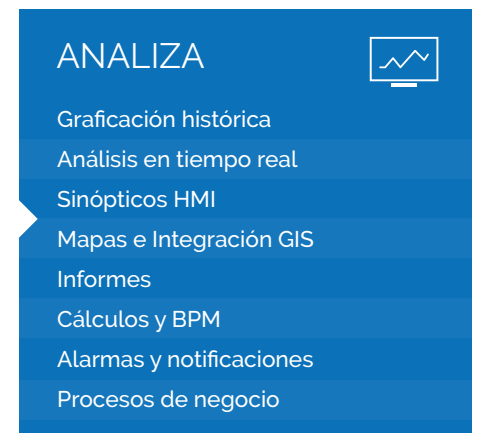 ANALIZA
Graficación histórica
Análisis en tiempo real
Sinópticos HMI
Mapas e Integración GIS
Informes
Cálculos y BPM
Alarmas y notificaciones
Procesos de negocio